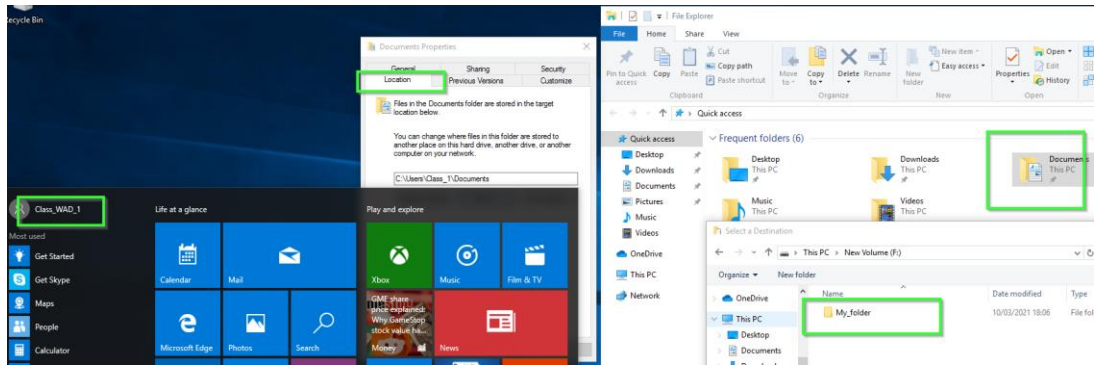 Recycle Bin
Documents Properties
General Sharing Security
Location Previous Versions Customize
Files in the Documents folder are stored in the target
location below.
You can change where files in this folder are stored to
another place on this hard drive, another drive, or another
computer on your network.
C:\Users\Class_1\Documents
Class_WAD_1
Life at a glance
Play and explore
Most used
Get Started
Get Skype
Maps
People
Calculator
Calendar
Mail
Xbox
Music
Film & TV
Microsoft Edge
Photos
Search
GME share
price explained:
Why GameStop
stock value ha...
Money
News
File Explorer
File Home Share View
Pin to Quick
access
Copy
Paste
Cut
Copy path
Paste shortcut
Clipboard
Move
to
Copy
to
Delete
Rename
Organize
New
folder
New item
Easy access
New
Properties
Open
Edit
History
Open
Quick access
Quick access
Desktop
Downloads
Documents
Pictures
Music
Videos
OneDrive
This PC
Network
Frequent folders (6)
Desktop
This PC
Downloads
This PC
Documents
This PC
Music
This PC
Videos
This PC
Select a Destination
This PC New Volume (F:)
Organize New folder
Name Date modified Type
OneDrive
This PC
Desktop
Documents
My_folder 10/03/2021 18:06 File fol